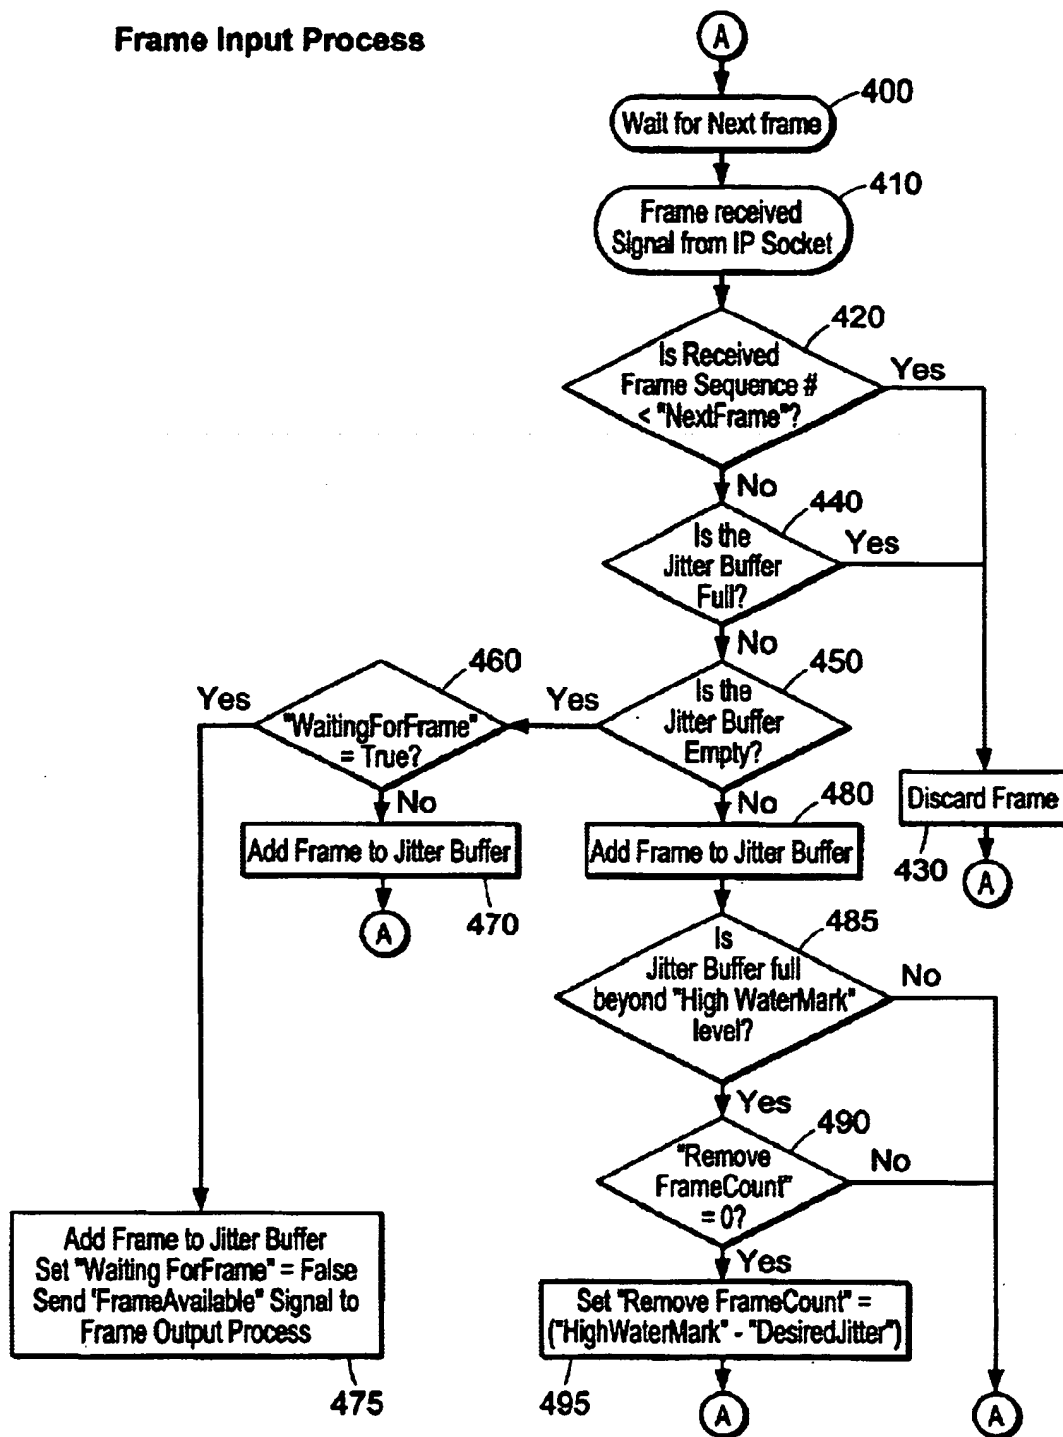 Frame Input Process
A
400
Wait for Next frame
410
Frame received
Signal from IP Socket
420
Is Received
Frame Sequence #
< "NextFrame"?
Yes
No
440
Is the
Jitter Buffer
Full?
Yes
No
450
Is the
Jitter Buffer
Empty?
Yes
460
"WaitingForFrame"
= True?
Yes
No
No
480
Discard Frame
430
A
Add Frame to Jitter Buffer
470
A
Add Frame to Jitter Buffer
485
Is
Jitter Buffer full
beyond "High WaterMark"
level?
No
Yes
490
"Remove
FrameCount"
= 0?
No
Yes
Add Frame to Jitter Buffer
Set "Waiting ForFrame" = False
Send 'FrameAvailable" Signal to
Frame Output Process
475
Set "Remove FrameCount" =
("HighWaterMark" - "DesiredJitter")
495
A
A